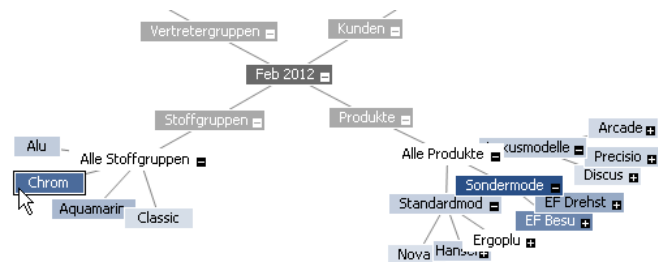 Vertretergruppen
Kunden
Feb 2012
Stoffgruppen
Produkte
Arcade
Alu
Alle Stoffgruppen
Alle Produkte
kusmodelle
Precisio
Discus
Chrom
Sondermode
Aquamarin
Classic
Standardmod
EF Drehst
EF Besu
Ergoplu
Nova
Hanse